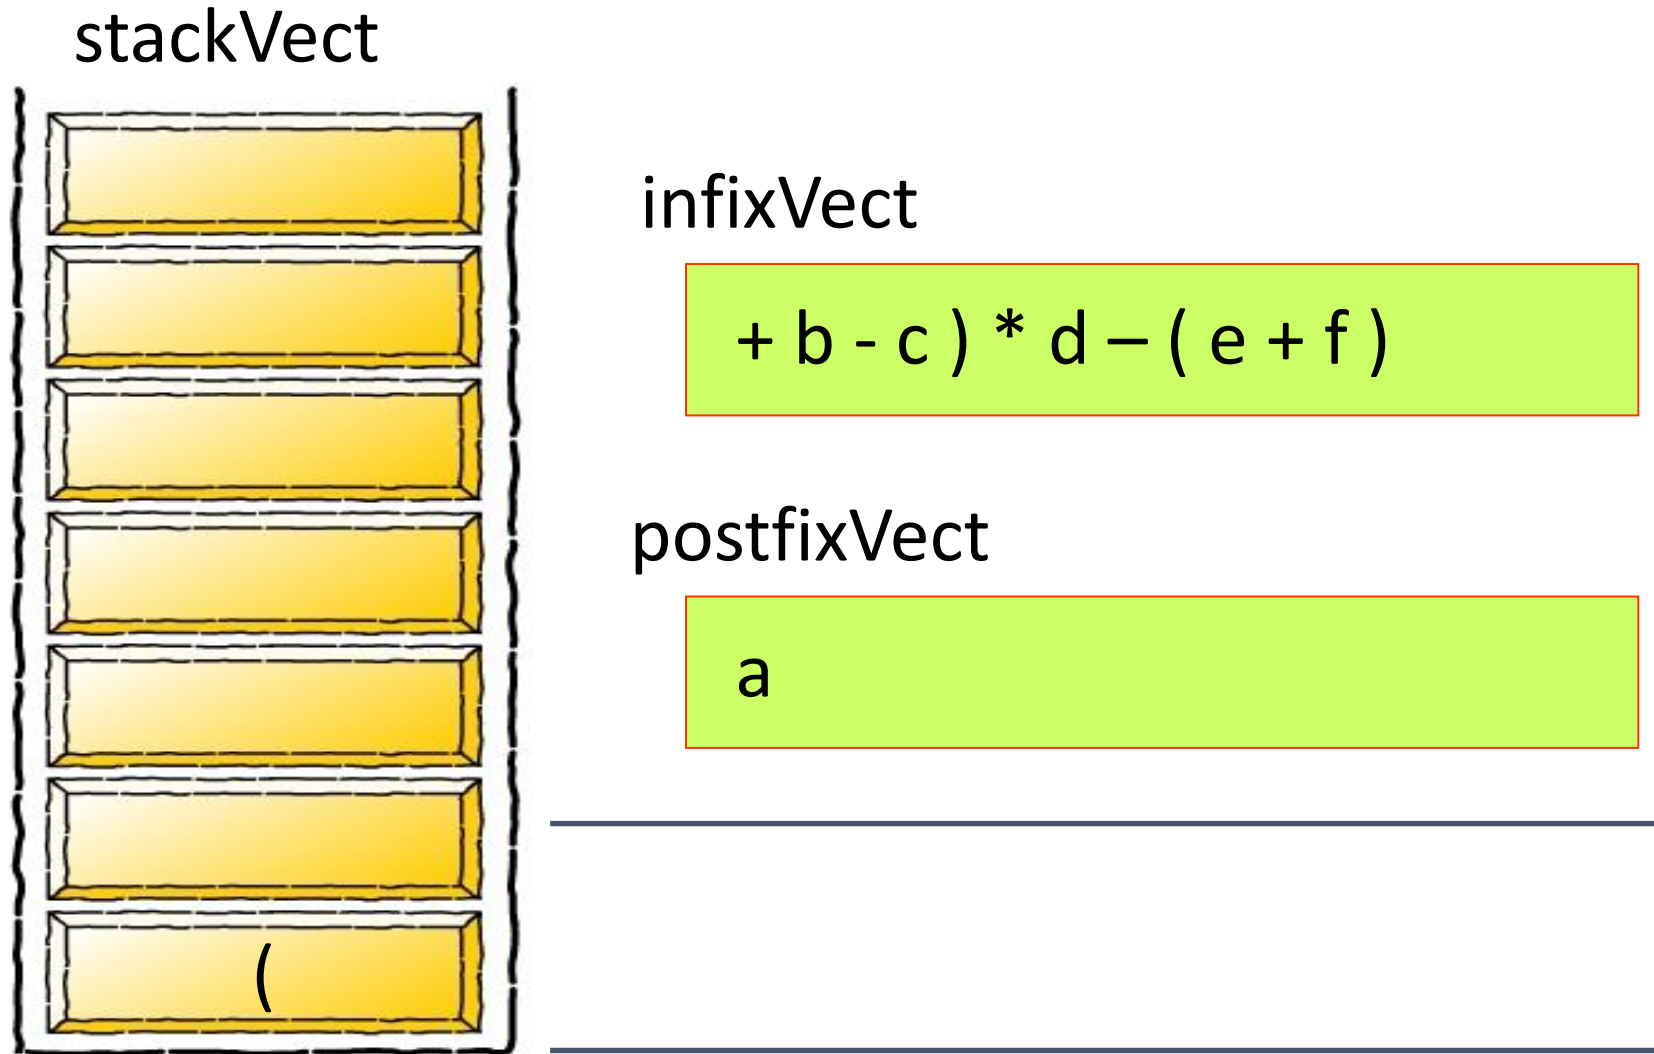 stackVect
infixVect
+ b - c ) * d – ( e + f )
postfixVect
a
(